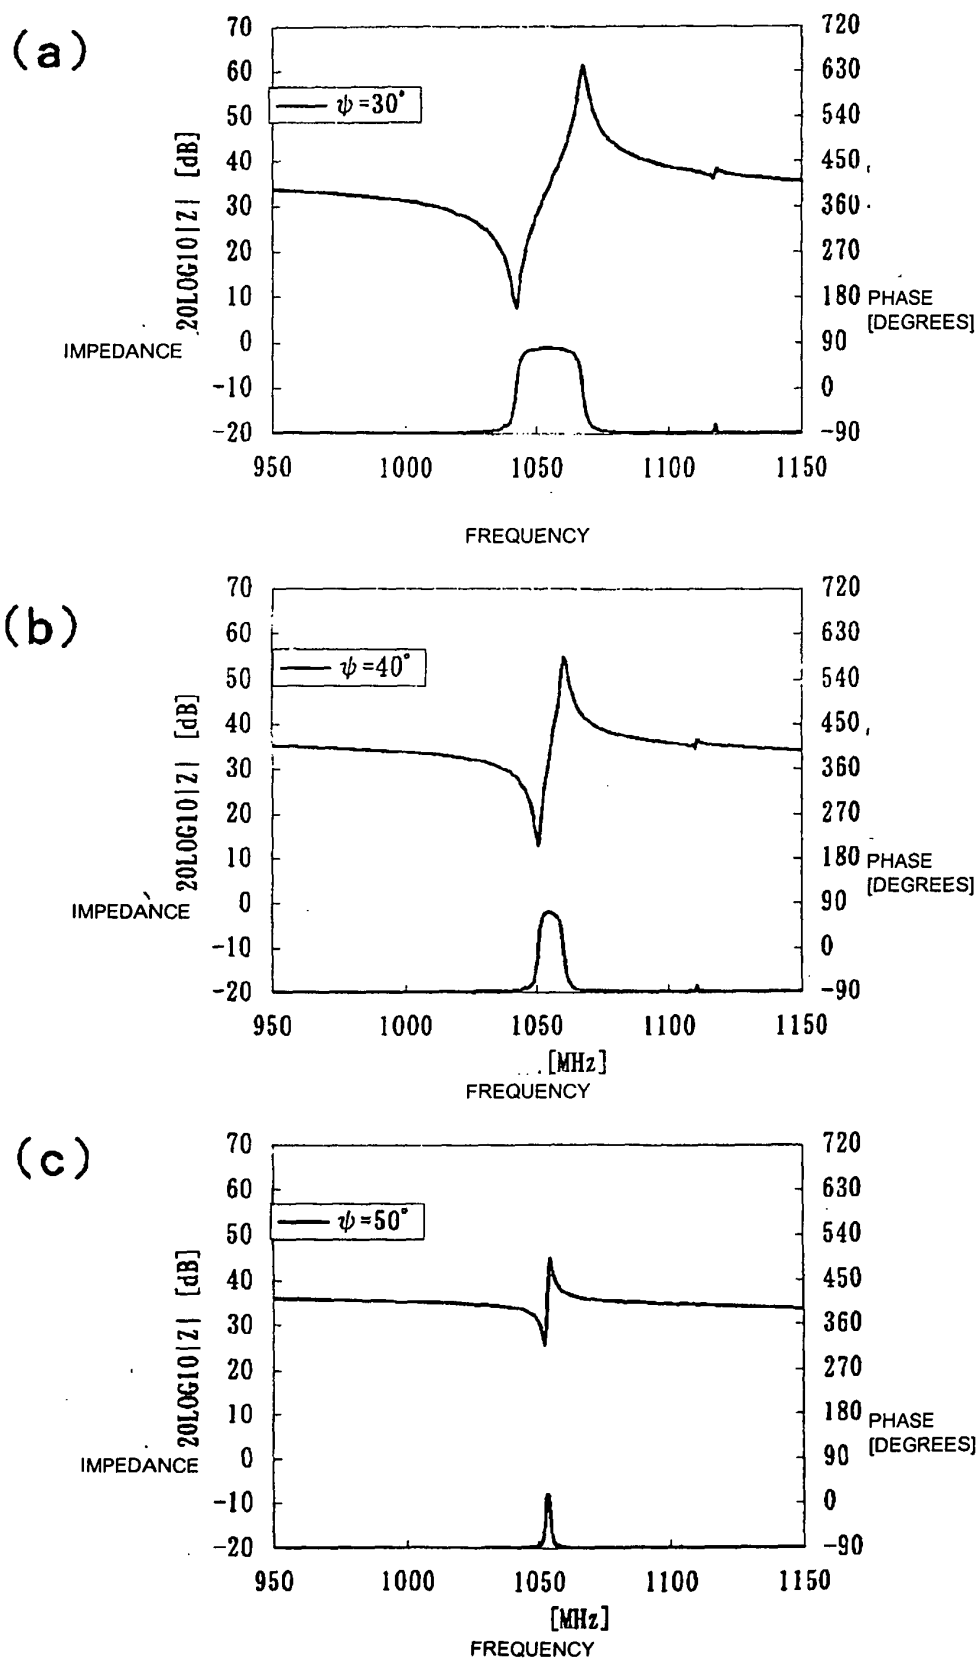 (a)
70
60
50
40
30
20
10
0
-10
-20
20LOG10|Z| [dB]
IMPEDANCE
ψ=30°
720
630
540
450
360
270
180
90
0
-90
PHASE
[DEGREES]
950 1000 1050 1100 1150
FREQUENCY
(b)
70
60
50
40
30
20
10
0
-10
-20
20LOG10|Z| [dB]
IMPEDANCE
ψ=40°
720
630
540
450
360
270
180
90
0
-90
PHASE
[DEGREES]
950 1000 1050 1100 1150
[MHz]
FREQUENCY
(c)
70
60
50
40
30
20
10
0
-10
-20
20LOG10|Z| [dB]
IMPEDANCE
ψ=50°
720
630
540
450
360
270
180
90
0
-90
PHASE
[DEGREES]
950 1000 1050 1100 1150
[MHz]
FREQUENCY